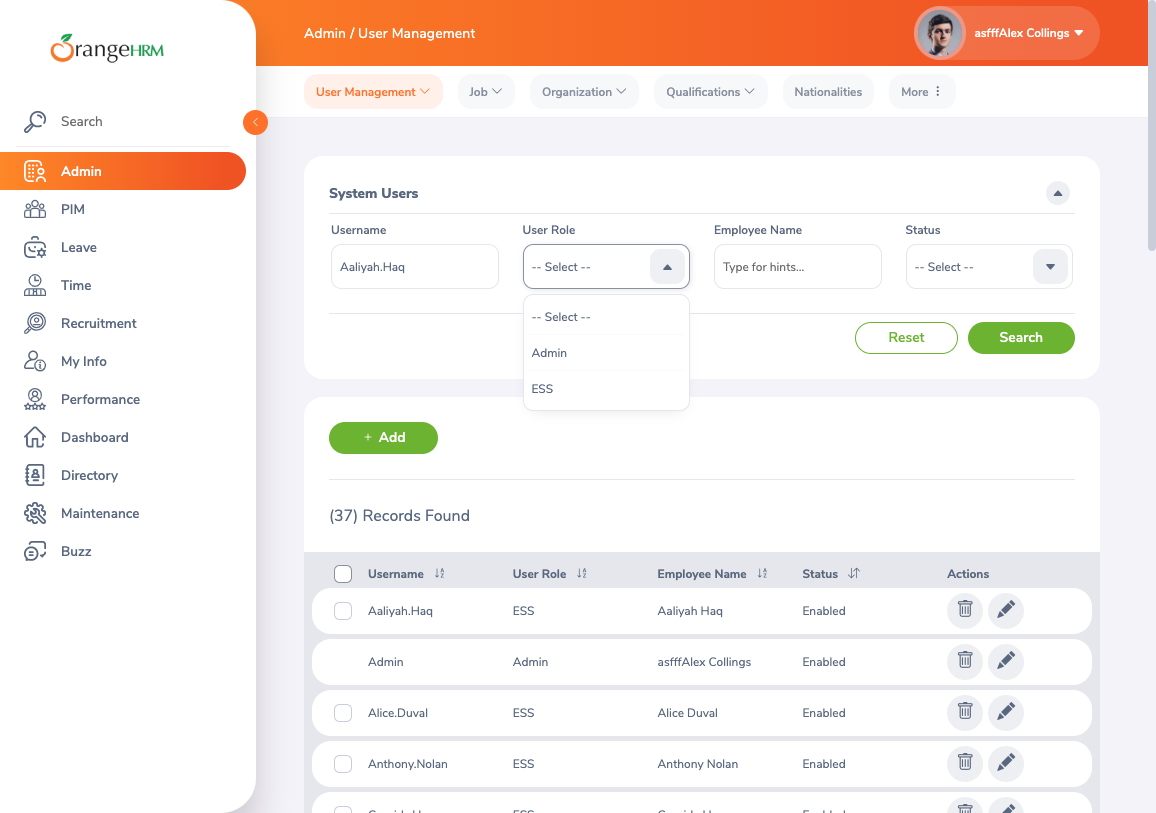 OrangeHRM
Admin / User Management
asfffAlex Collings
User Management
Job
Organization
Qualifications
Nationalities
More
Search
Admin
PIM
Leave
Time
Recruitment
My Info
Performance
Dashboard
Directory
Maintenance
Buzz
System Users
Username
User Role
Employee Name
Status
Aaliyah.Haq
-- Select --
Type for hints...
-- Select --
-- Select --
Admin
ESS
Reset
Search
+ Add
(37) Records Found
Username User Role Employee Name Status Actions
Aaliyah.Haq ESS Aaliyah Haq Enabled
Admin Admin asfffAlex Collings Enabled
Alice.Duval ESS Alice Duval Enabled
Anthony.Nolan ESS Anthony Nolan Enabled